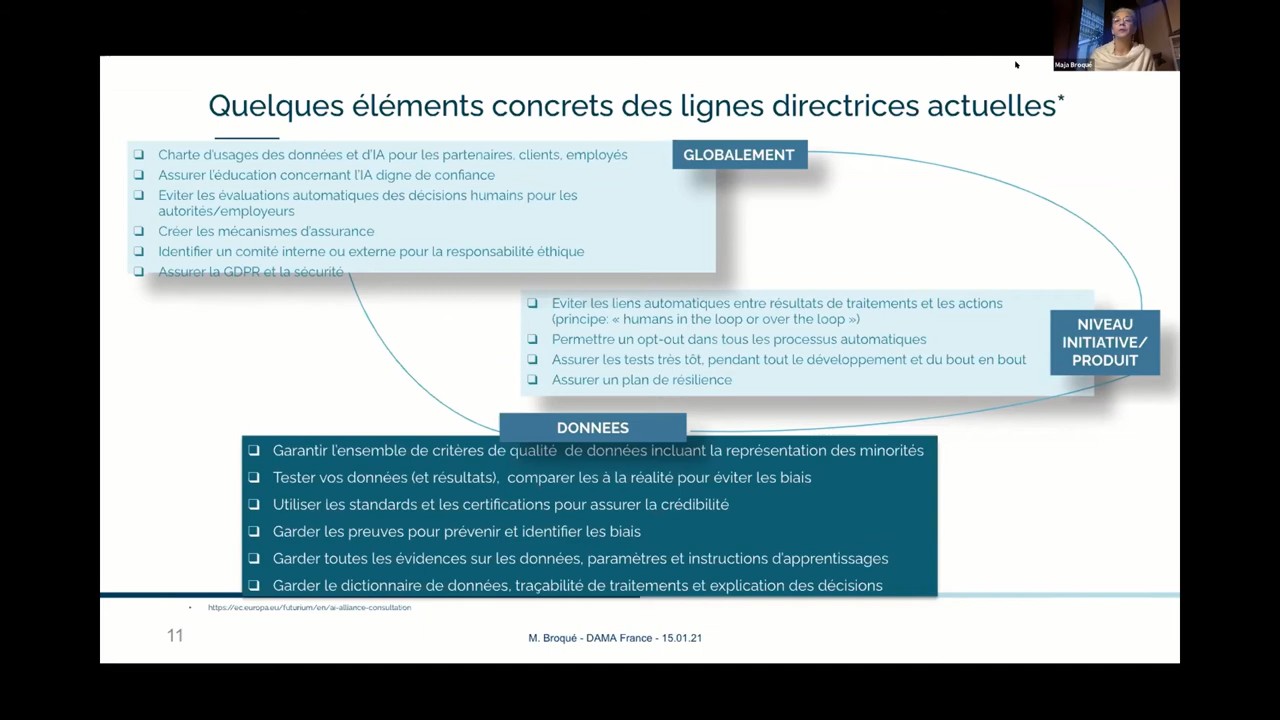 Maja Broqué
Quelques éléments concrets des lignes directrices actuelles*
GLOBALEMENT
❑ Charte d'usages des données et d'IA pour les partenaires, clients, employés
❑ Assurer l'éducation concernant l'IA digne de confiance
❑ Eviter les évaluations automatiques des décisions humains pour les
autorités/employeurs
❑ Créer les mécanismes d'assurance
❑ Identifier un comité interne ou externe pour la responsabilité éthique
❑ Assurer la GDPR et la sécurité
❑ Eviter les liens automatiques entre résultats de traitements et les actions
(principe: « humans in the loop or over the loop »)
❑ Permettre un opt-out dans tous les processus automatiques
❑ Assurer les tests très tôt, pendant tout le développement et du bout en bout
❑ Assurer un plan de résilience
NIVEAU
INITIATIVE/
PRODUIT
DONNEES
❑ Garantir l'ensemble de critères de qualité de données incluant la représentation des minorités
❑ Tester vos données (et résultats), comparer les à la réalité pour éviter les biais
❑ Utiliser les standards et les certifications pour assurer la crédibilité
❑ Garder les preuves pour prévenir et identifier les biais
❑ Garder toutes les évidences sur les données, paramètres et instructions d'apprentissages
❑ Garder le dictionnaire de données, traçabilité de traitements et explication des décisions
• https://ec.europa.eu/futurium/en/ai-alliance-consultation
11
M. Broqué - DAMA France - 15.01.21